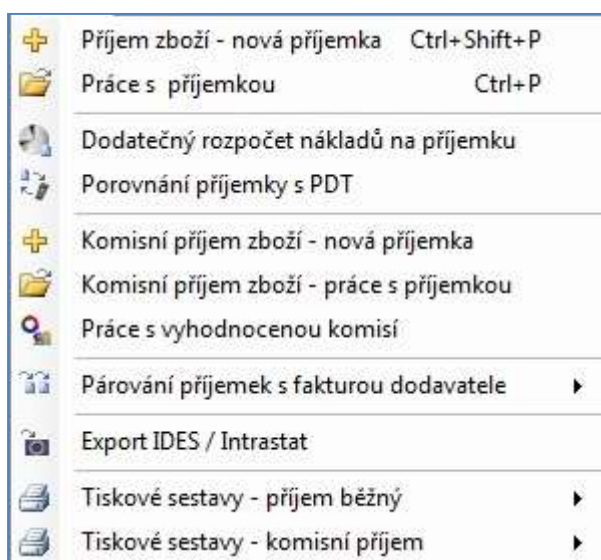 Příjem zboží - nová příjemka Ctrl+Shift+P
Práce s příjemkou Ctrl+P
Dodatečný rozpočet nákladů na příjemku
Porovnání příjemky s PDT
Komisní příjem zboží - nová příjemka
Komisní příjem zboží - práce s příjemkou
Práce s vyhodnocenou komisí
Párování příjemek s fakturou dodavatele
Export IDES / Intrastat
Tiskové sestavy - příjem běžný
Tiskové sestavy - komisní příjem